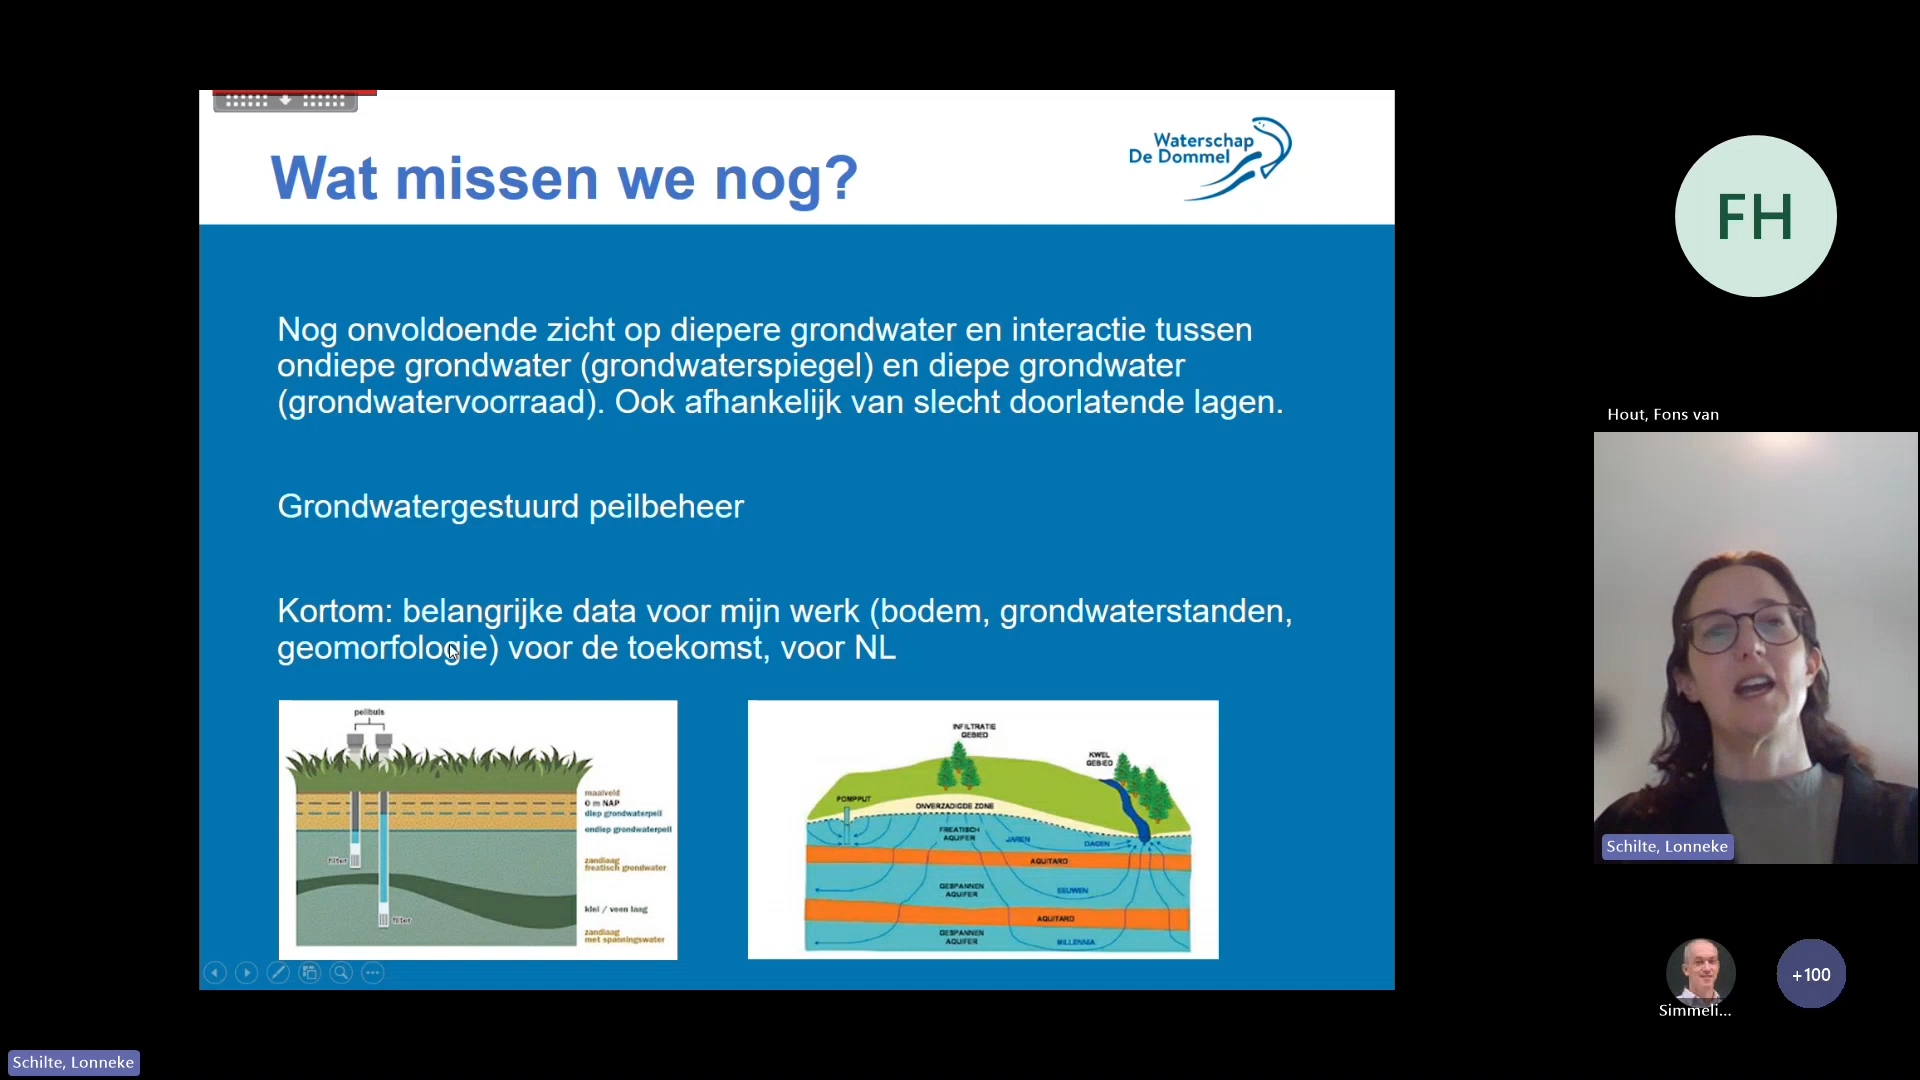 Wat missen we nog?
Waterschap
De Dommel
Nog onvoldoende zicht op diepere grondwater en interactie tussen
ondiepe grondwater (grondwaterspiegel) en diepe grondwater
(grondwatervoorraad). Ook afhankelijk van slecht doorlatende lagen.
Grondwatergestuurd peilbeheer
Kortom: belangrijke data voor mijn werk (bodem, grondwaterstanden,
geomorfologie) voor de toekomst, voor NL
peilbuis
maaiveld
0 m NAP
diep grondwaterpeil
ondiep grondwaterpeil
filter
zandlaag
freatisch grondwater
klei / veen laag
filter
zandlaag
met spanningswater
INFILTRATIE
GEBIED
KWEL
GEBIED
POMPPUT
ONVERZADIGDE ZONE
FREATISCH
AQUIFER
JAREN
DAGEN
AQUITARD
GESPANNEN
AQUIFER
EEUWEN
AQUITARD
GESPANNEN
AQUIFER
MILLENNIA
FH
Hout, Fons van
Schilte, Lonneke
Simmeli...
+100
Schilte, Lonneke